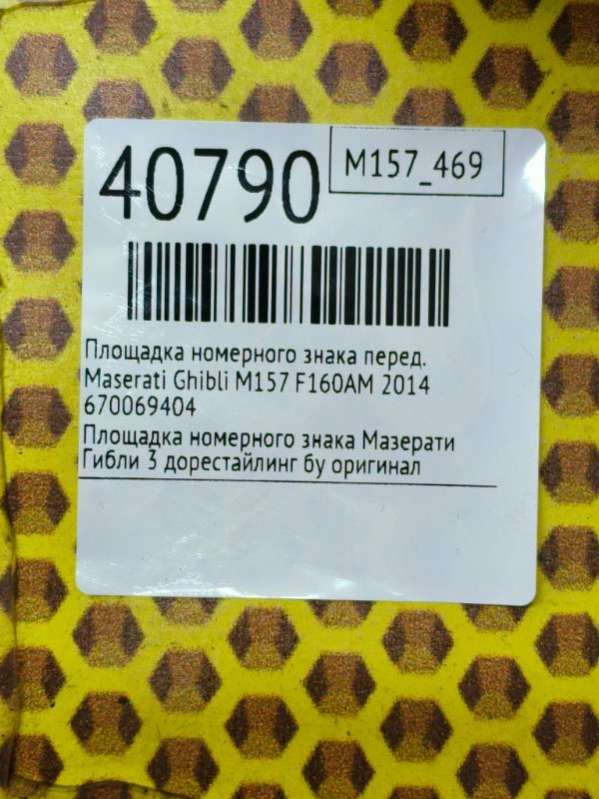 40790
M157_469
Площадка номерного знака перед.
Maserati Ghibli M157 F160AM 2014
670069404
Площадка номерного знака Мазерати
Гибли 3 дорестайлинг бу оригинал